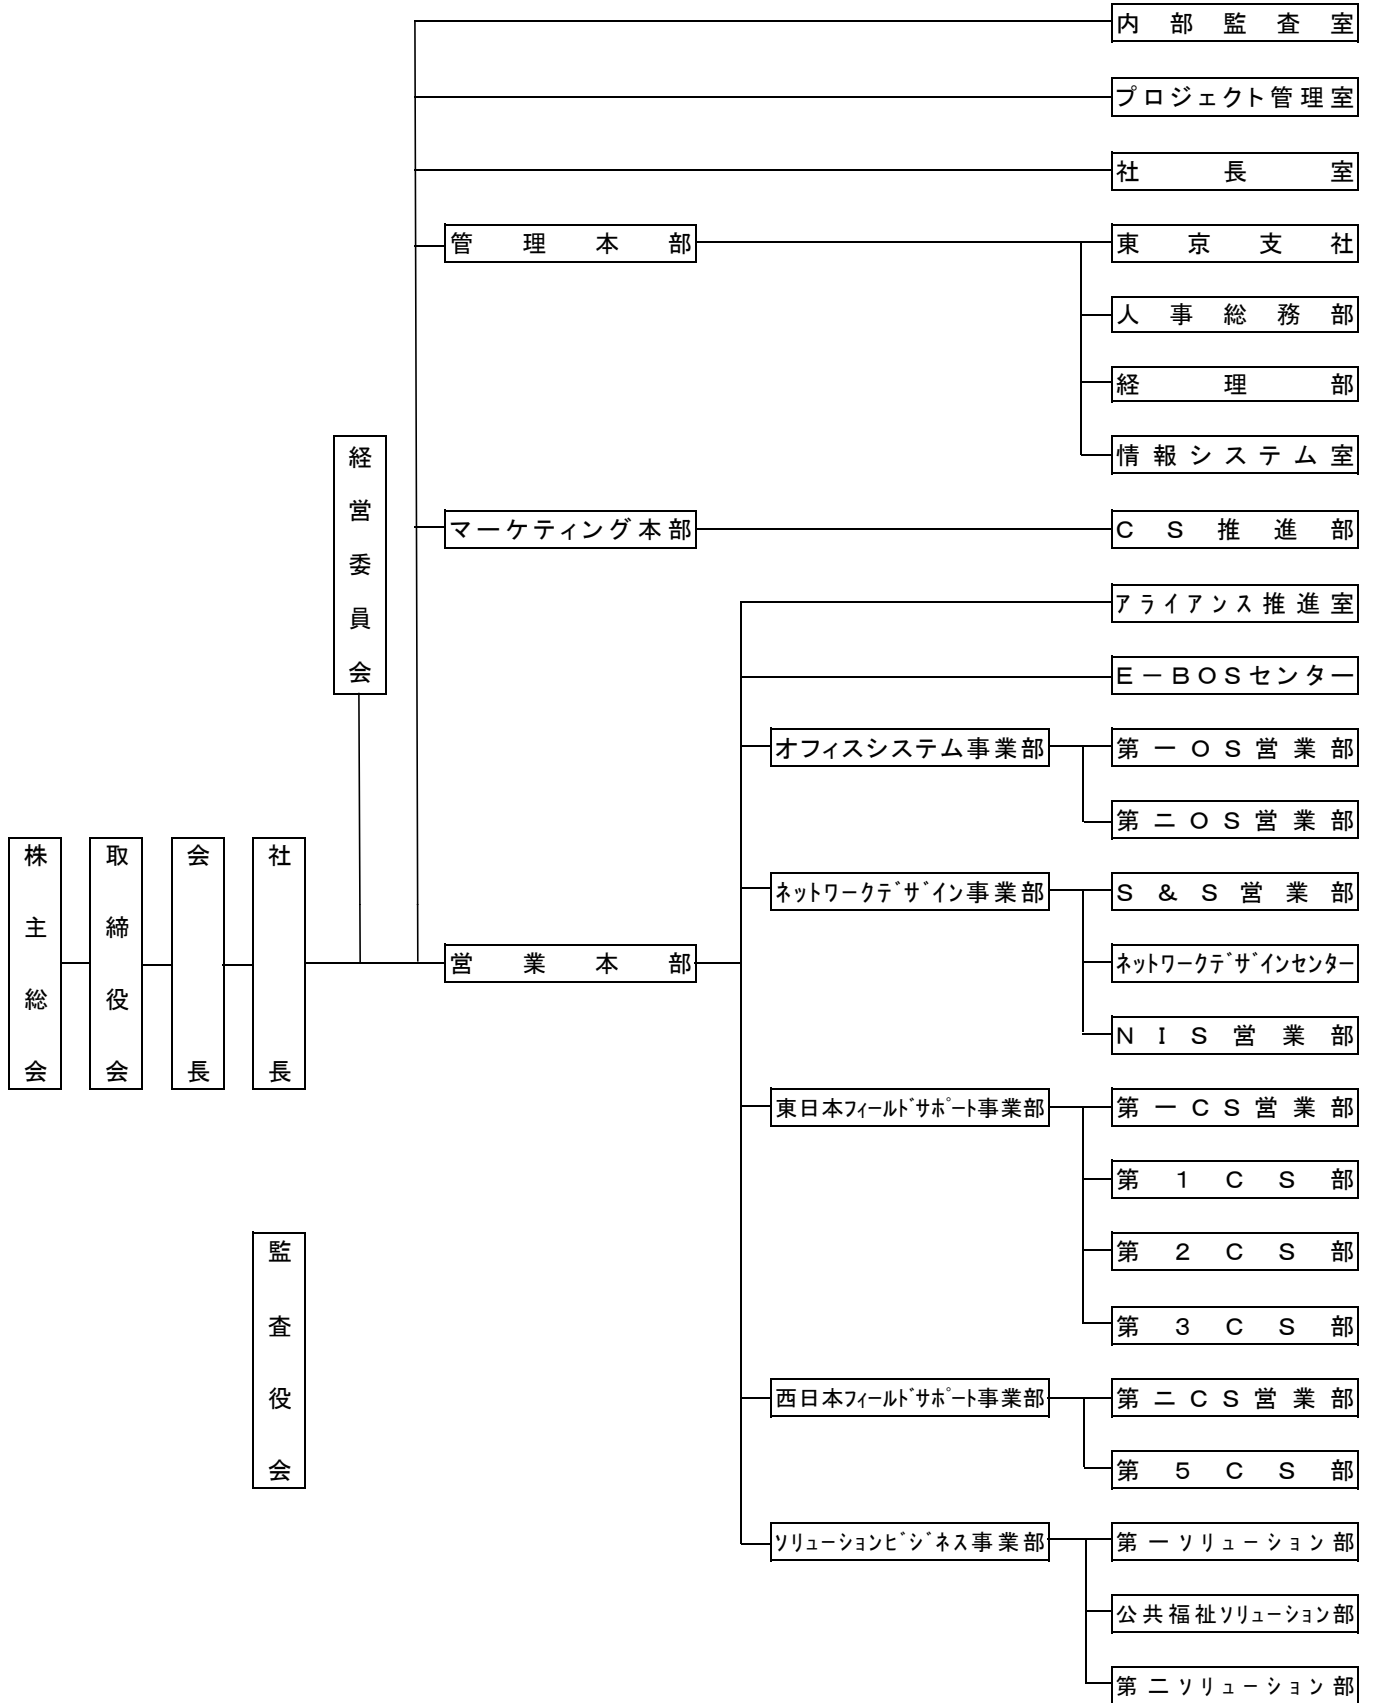 内部監査室
プロジェクト管理室
社長室
管理本部
東京支社
人事総務部
経理部
情報システム室
経営委員会
マーケティング本部
CS推進部
アライアンス推進室
E－BOSセンター
オフィスシステム事業部
第一OS営業部
第二OS営業部
株主総会
取締役会
会長
社長
営業本部
ネットワークデザイン事業部
S&S営業部
ネットワークデザインセンター
NIS営業部
東日本フィールドサポート事業部
第一CS営業部
第1CS部
第2CS部
第3CS部
監査役会
西日本フィールドサポート事業部
第二CS営業部
第5CS部
ソリューションビジネス事業部
第一ソリューション部
公共福祉ソリューション部
第二ソリューション部